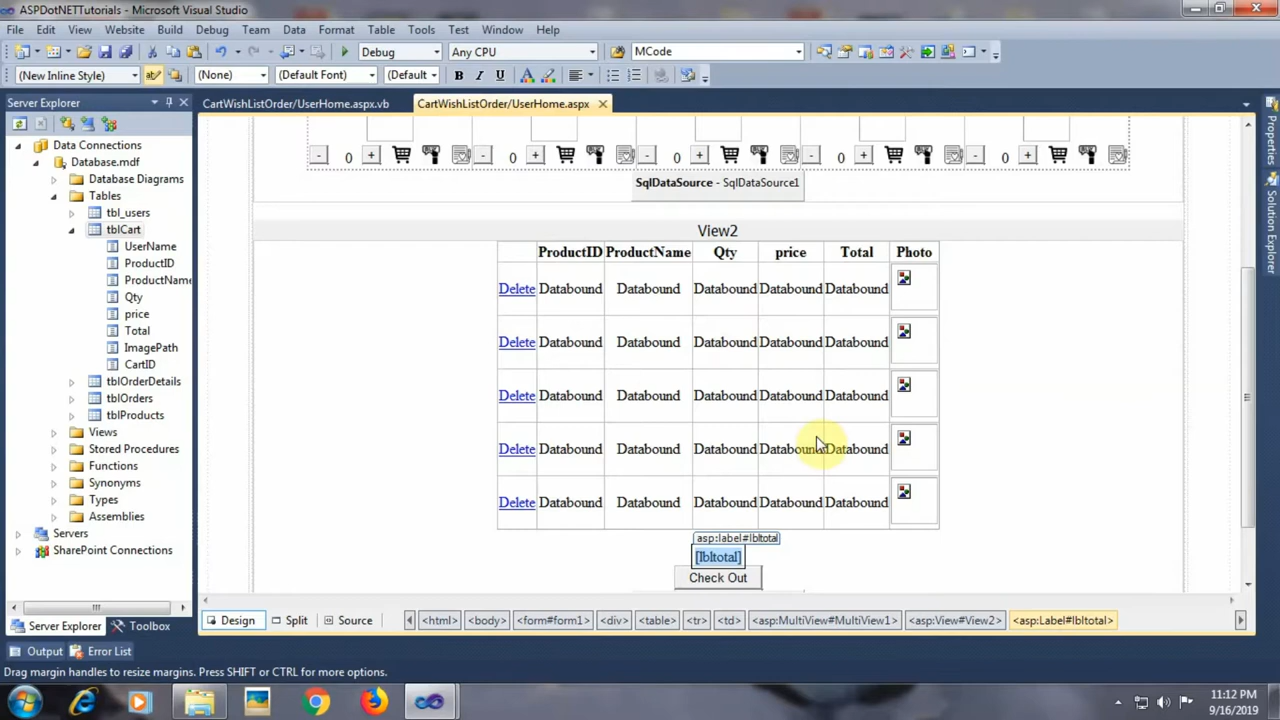 ASPDotNETTutorials - Microsoft Visual Studio
File Edit View Website Build Debug Team Data Format Table Tools Test Window Help
Debug Any CPU MCode
(New Inline Style) (None) (Default Font) (Default B I U A
Server Explorer
CartWishListOrder/UserHome.aspx.vb CartWishListOrder/UserHome.aspx
Data Connections
Database.mdf
Database Diagrams
Tables
tbl_users
tblCart
UserName
ProductID
ProductName
Qty
price
Total
ImagePath
CartID
tblOrderDetails
tblOrders
tblProducts
Views
Stored Procedures
Functions
Synonyms
Types
Assemblies
Servers
SharePoint Connections
- 0 + - 0 + - 0 + - 0 + - 0 +
SqlDataSource - SqlDataSource1
View2
ProductID ProductName Qty price Total Photo
Delete Databound Databound Databound Databound Databound
Delete Databound Databound Databound Databound Databound
Delete Databound Databound Databound Databound Databound
Delete Databound Databound Databound Databound Databound
Delete Databound Databound Databound Databound Databound
asp:label#lbltotal
[lbltotal]
Check Out
Properties
Solution Explorer
Server Explorer Toolbox
Design Split Source <html> <body> <form#form1> <div> <table> <tr> <td> <asp:MultiView#MultiView1> <asp:View#View2> <asp:Label#lbltotal>
Output Error List
Drag margin handles to resize margins. Press SHIFT or CTRL for more options.
11:12 PM
9/16/2019